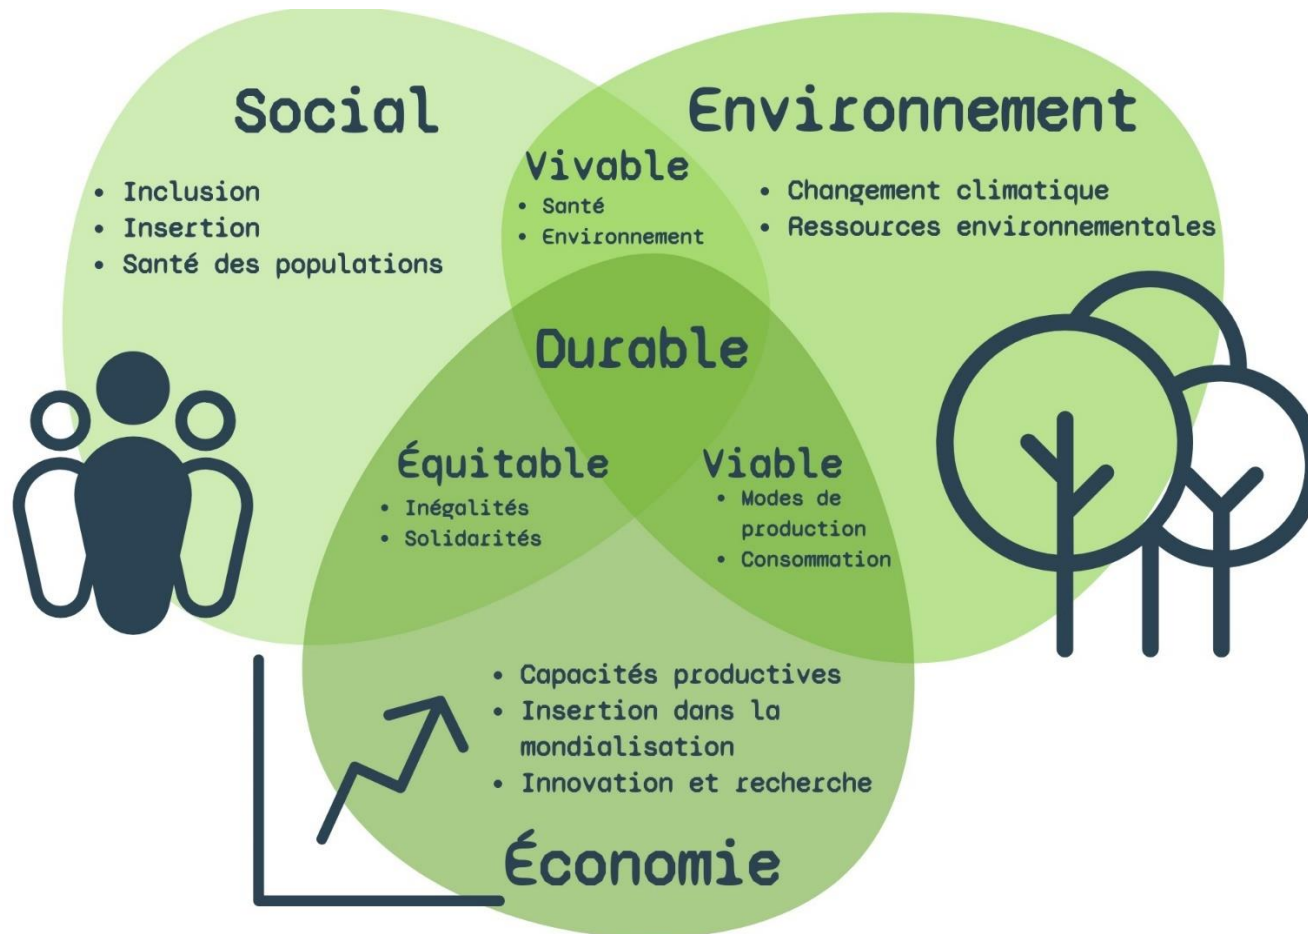 Social
• Inclusion
• Insertion
• Santé des populations
Environnement
• Changement climatique
• Ressources environnementales
Vivable
• Santé
• Environnement
Durable
Équitable
• Inégalités
• Solidarités
Viable
• Modes de
production
• Consommation
• Capacités productives
• Insertion dans la
mondialisation
• Innovation et recherche
Économie